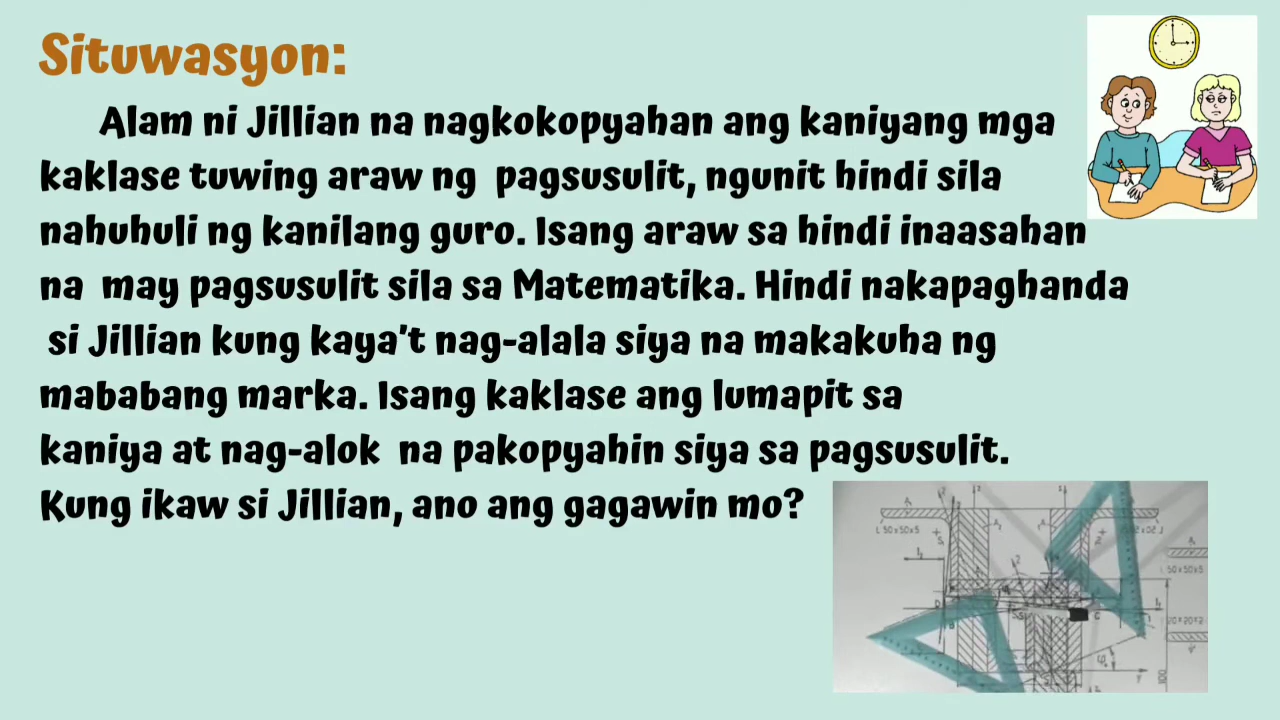 Situwasyon:
Alam ni Jillian na nagkokopyahan ang kaniyang mga
kaklase tuwing araw ng pagsusulit, ngunit hindi sila
nahuhuli ng kanilang guro. Isang araw sa hindi inaasahan
na may pagsusulit sila sa Matematika. Hindi nakapaghanda
si Jillian kung kaya't nag-alala siya na makakuha ng
mababang marka. Isang kaklase ang lumapit sa
kaniya at nag-alok na pakopyahin siya sa pagsusulit.
Kung ikaw si Jillian, ano ang gagawin mo?